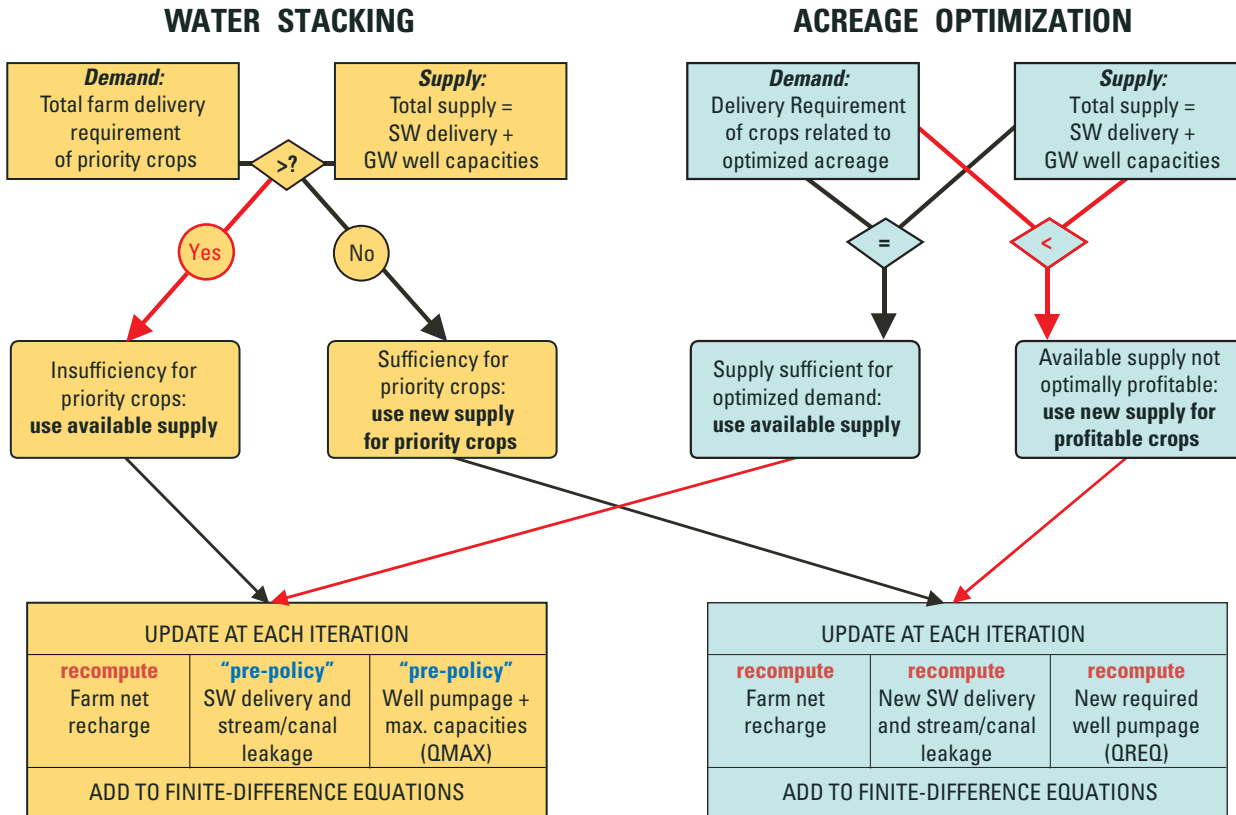 WATER STACKING
Demand:
Total farm delivery
requirement
of priority crops
Supply:
Total supply =
SW delivery +
GW well capacities
>?
Yes
No
Insufficiency for
priority crops:
use available supply
Sufficiency for
priority crops:
use new supply
for priority crops
ACREAGE OPTIMIZATION
Demand:
Delivery Requirement
of crops related to
optimized acreage
Supply:
Total supply =
SW delivery +
GW well capacities
=
<
Supply sufficient for
optimized demand:
use available supply
Available supply not
optimally profitable:
use new supply for
profitable crops
UPDATE AT EACH ITERATION
recompute
Farm net
recharge
"pre-policy"
SW delivery and
stream/canal
leakage
"pre-policy"
Well pumpage +
max. capacities
(QMAX)
ADD TO FINITE-DIFFERENCE EQUATIONS
UPDATE AT EACH ITERATION
recompute
Farm net
recharge
recompute
New SW delivery
and stream/canal
leakage
recompute
New required
well pumpage
(QREQ)
ADD TO FINITE-DIFFERENCE EQUATIONS